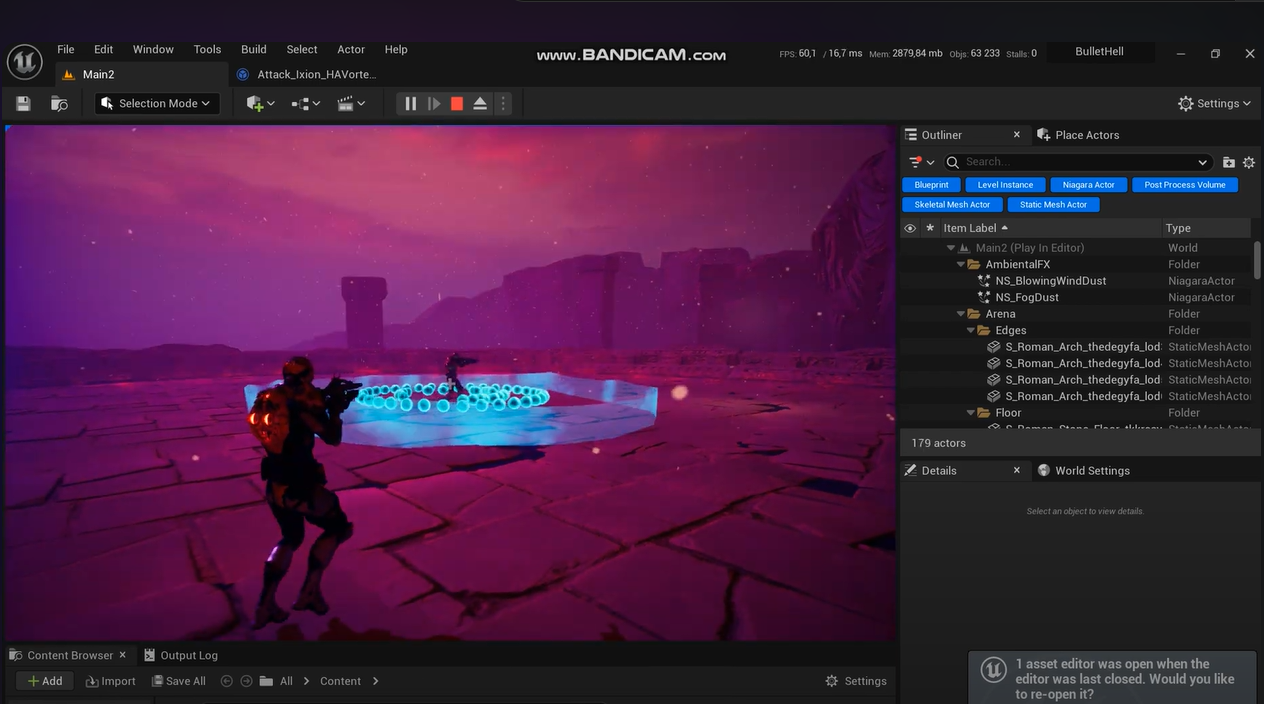 File Edit Window Tools Build Select Actor Help
www.BANDICAM.com
FPS: 60,1 / 16,7 ms Mem: 2879,84 mb Objs: 63 233 Stalls: 0
BulletHell
Main2
Attack_Ixion_HAVorte...
Selection Mode
Settings
Outliner
Place Actors
Search...
Blueprint Level Instance Niagara Actor Post Process Volume
Skeletal Mesh Actor Static Mesh Actor
Item Label Type
Main2 (Play In Editor) World
AmbientalFX Folder
NS_BlowingWindDust NiagaraActor
NS_FogDust NiagaraActor
Arena Folder
Edges Folder
S_Roman_Arch_thedegyfa_lod StaticMeshActo
S_Roman_Arch_thedegyfa_lod StaticMeshActo
S_Roman_Arch_thedegyfa_lod StaticMeshActo
S_Roman_Arch_thedegyfa_lod StaticMeshActo
Floor Folder
179 actors
Details
World Settings
Select an object to view details.
Content Browser
Output Log
Add Import Save All All Content Settings
1 asset editor was open when the
editor was last closed. Would you like
to re-open it?